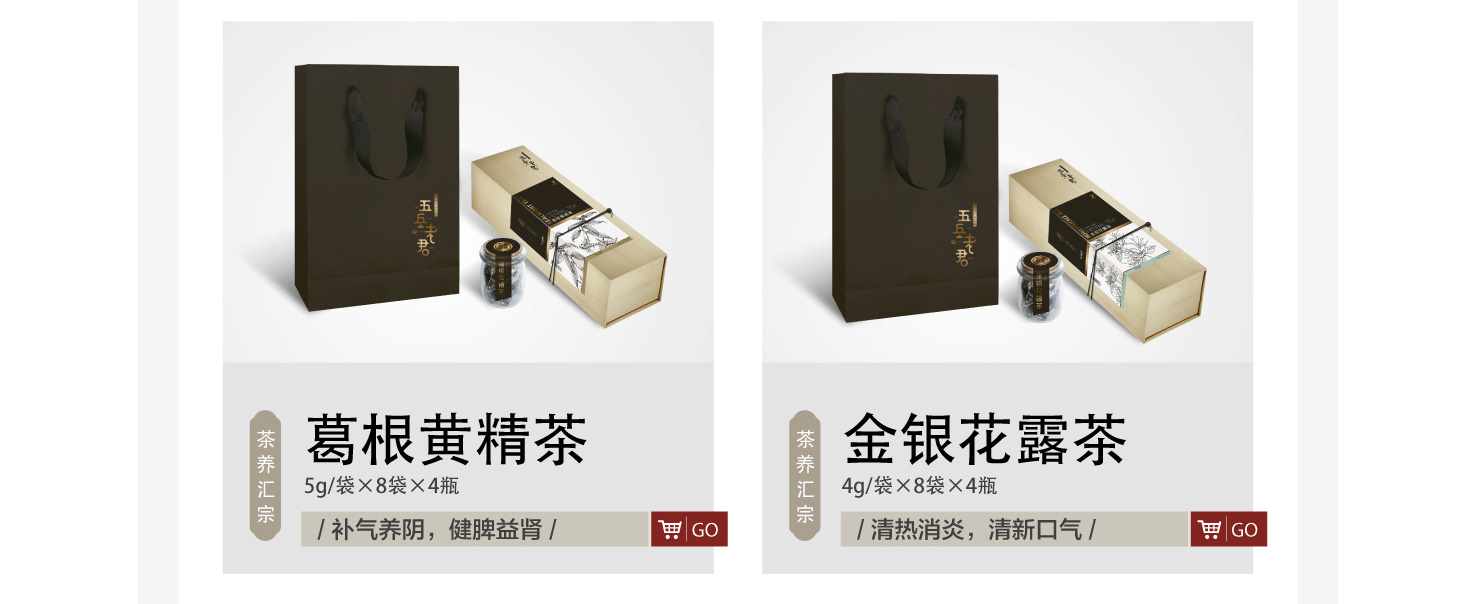 五
丘
老
君
茶养汇宗
葛根黄精茶
5g/袋×8袋×4瓶
/ 补气养阴，健脾益肾 /
GO
五
丘
老
君
茶养汇宗
金银花露茶
4g/袋×8袋×4瓶
/ 清热消炎，清新口气 /
GO